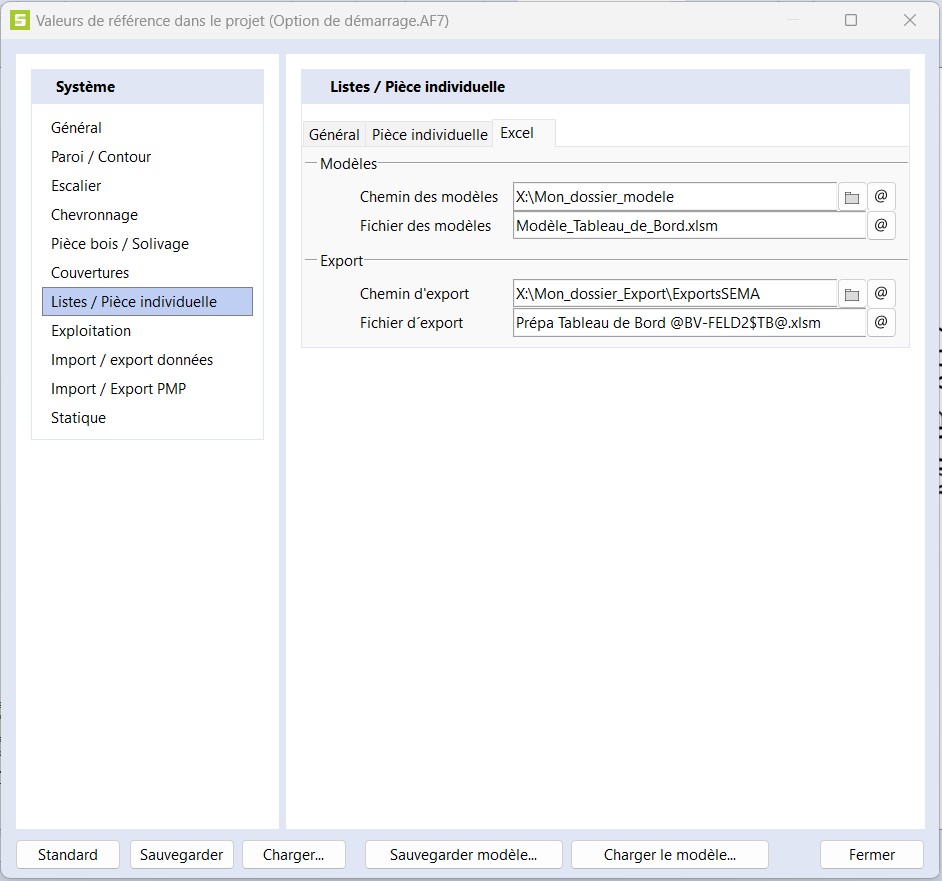 S Valeurs de référence dans le projet (Option de démarrage.AF7)
Système
Général
Paroi / Contour
Escalier
Chevronnage
Pièce bois / Solivage
Couvertures
Listes / Pièce individuelle
Exploitation
Import / export données
Import / Export PMP
Statique
Listes / Pièce individuelle
Général Pièce individuelle Excel
Modèles
Chemin des modèles X:\Mon_dossier_modele @
Fichier des modèles Modèle_Tableau_de_Bord.xlsm @
Export
Chemin d'export X:\Mon_dossier_Export\ExportsSEMA @
Fichier d´export Prépa Tableau de Bord @BV-FELD2$TB@.xlsm @
Standard Sauvegarder Charger... Sauvegarder modèle... Charger le modèle... Fermer